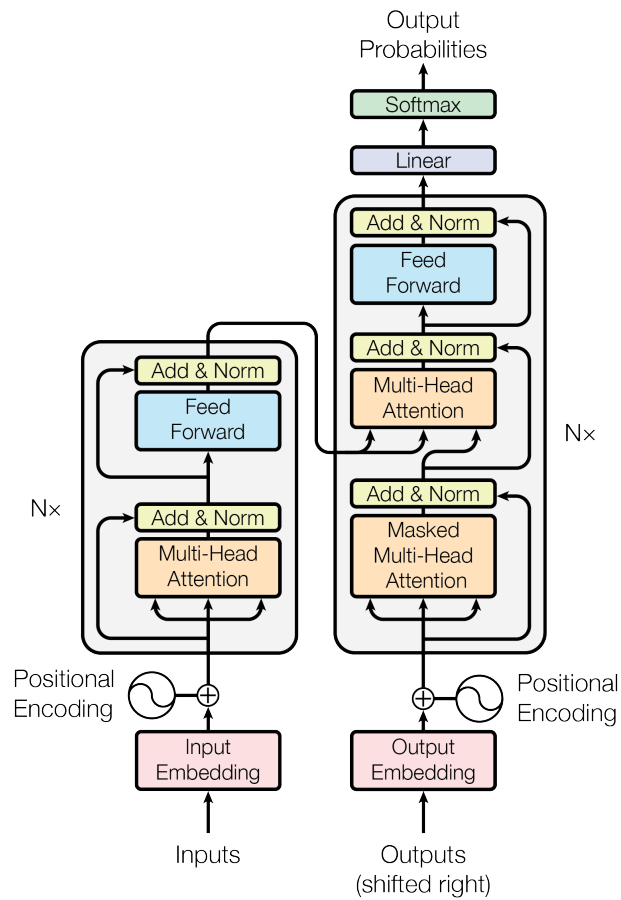 Output
Probabilities
Softmax
Linear
Add & Norm
Feed
Forward
Add & Norm
Multi-Head
Attention
Add & Norm
Masked
Multi-Head
Attention
N×
Add & Norm
Feed
Forward
Add & Norm
Multi-Head
Attention
N×
Positional
Encoding
Positional
Encoding
Input
Embedding
Output
Embedding
Inputs
Outputs
(shifted right)